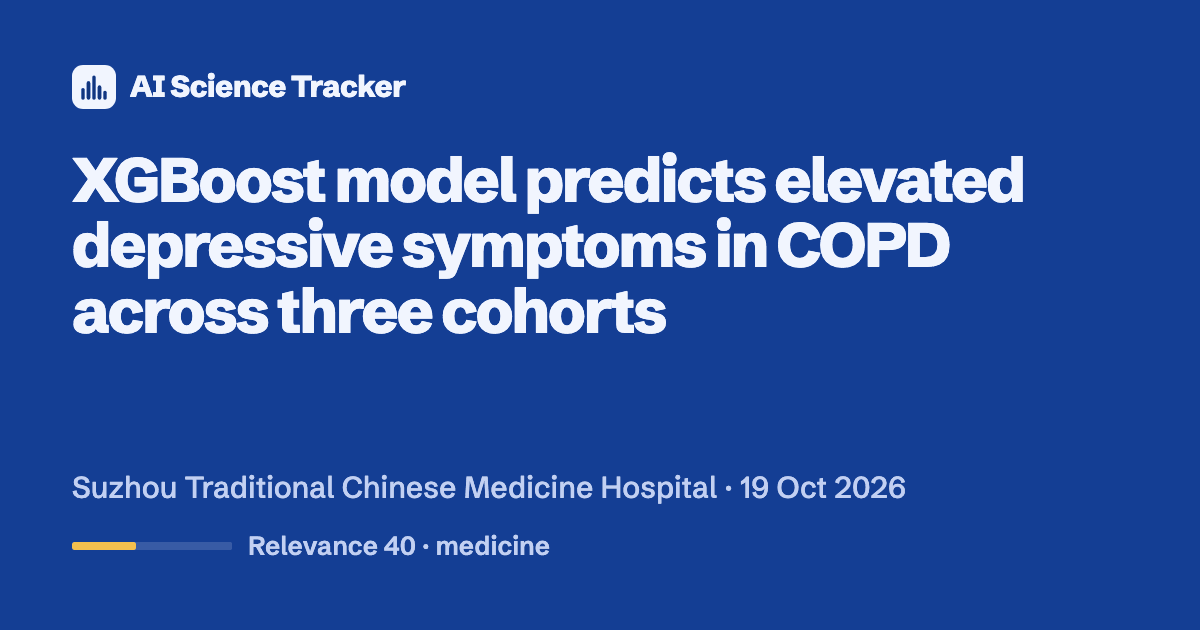 AI Science Tracker
XGBoost model predicts elevated
depressive symptoms in COPD
across three cohorts
Suzhou Traditional Chinese Medicine Hospital · 19 Oct 2026
Relevance 40 · medicine